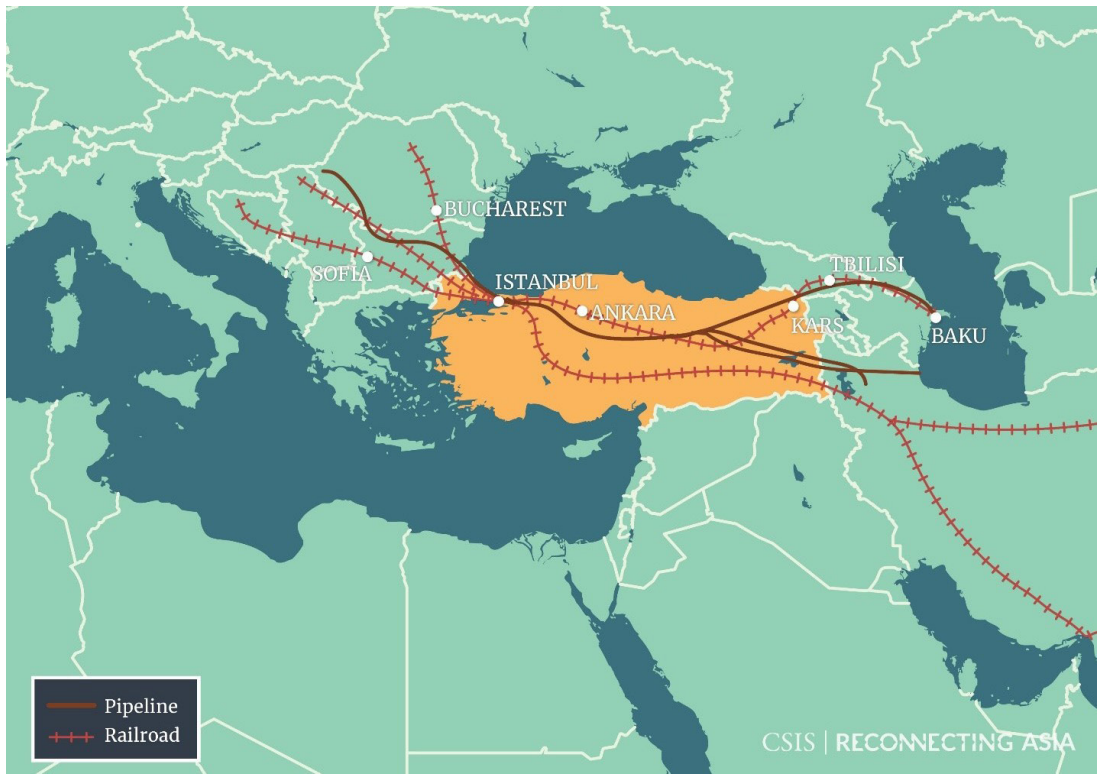 BUCHAREST
SOFIA
ISTANBUL
TBILISI
ANKARA
KARS
BAKU
Pipeline
Railroad
CSIS | RECONNECTING ASIA